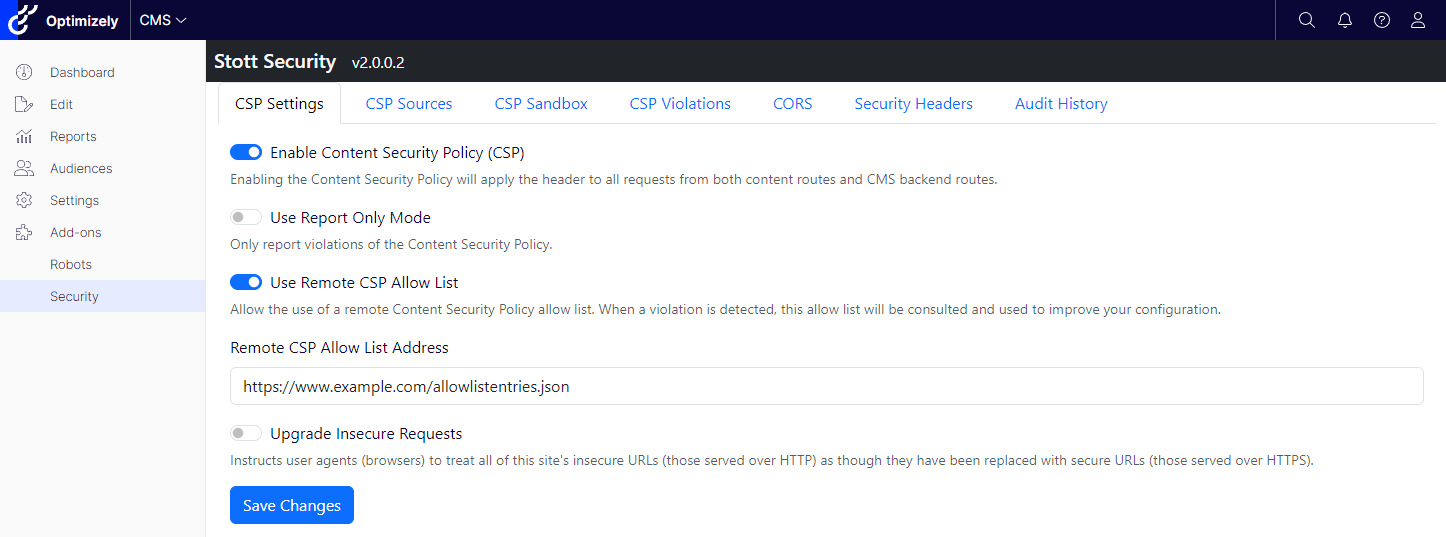 Optimizely CMS
Dashboard
Edit
Reports
Audiences
Settings
Add-ons
Robots
Security
Stott Security v2.0.0.2
CSP Settings CSP Sources CSP Sandbox CSP Violations CORS Security Headers Audit History
Enable Content Security Policy (CSP)
Enabling the Content Security Policy will apply the header to all requests from both content routes and CMS backend routes.
Use Report Only Mode
Only report violations of the Content Security Policy.
Use Remote CSP Allow List
Allow the use of a remote Content Security Policy allow list. When a violation is detected, this allow list will be consulted and used to improve your configuration.
Remote CSP Allow List Address
https://www.example.com/allowlistentries.json
Upgrade Insecure Requests
Instructs user agents (browsers) to treat all of this site's insecure URLs (those served over HTTP) as though they have been replaced with secure URLs (those served over HTTPS).
Save Changes